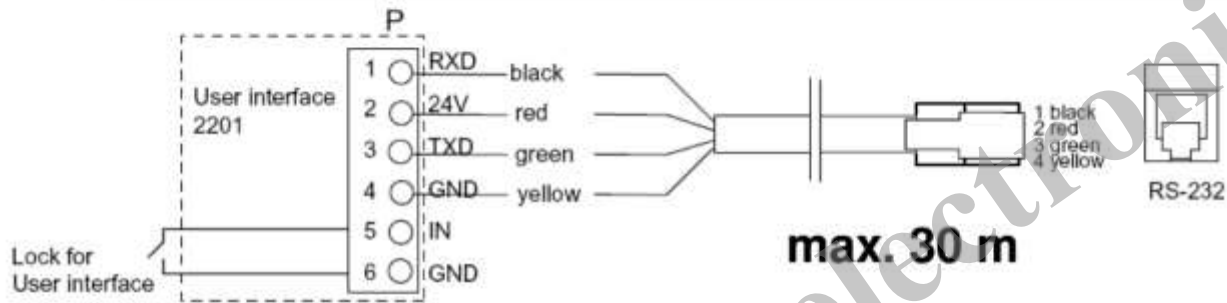 P
User interface
2201
1 RXD black
2 24V red
3 TXD green
4 GND yellow
5 IN
6 GND
Lock for
User interface
1 black
2 red
3 green
4 yellow
RS-232
max. 30 m